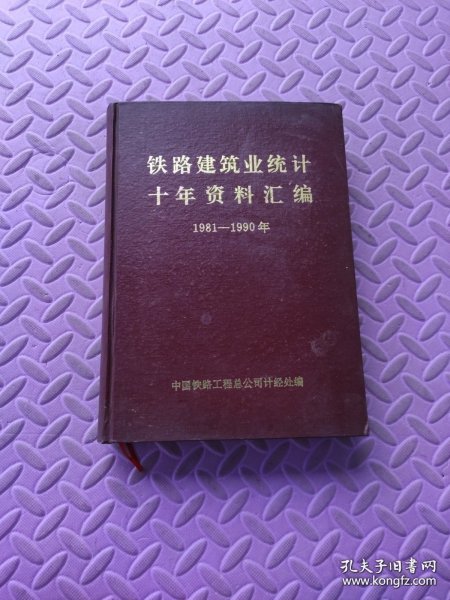 铁路建筑业统计
十年资料汇编
1981—1990年
中国铁路工程总公司计经处编
孔夫子旧书网
www.kongfz.com